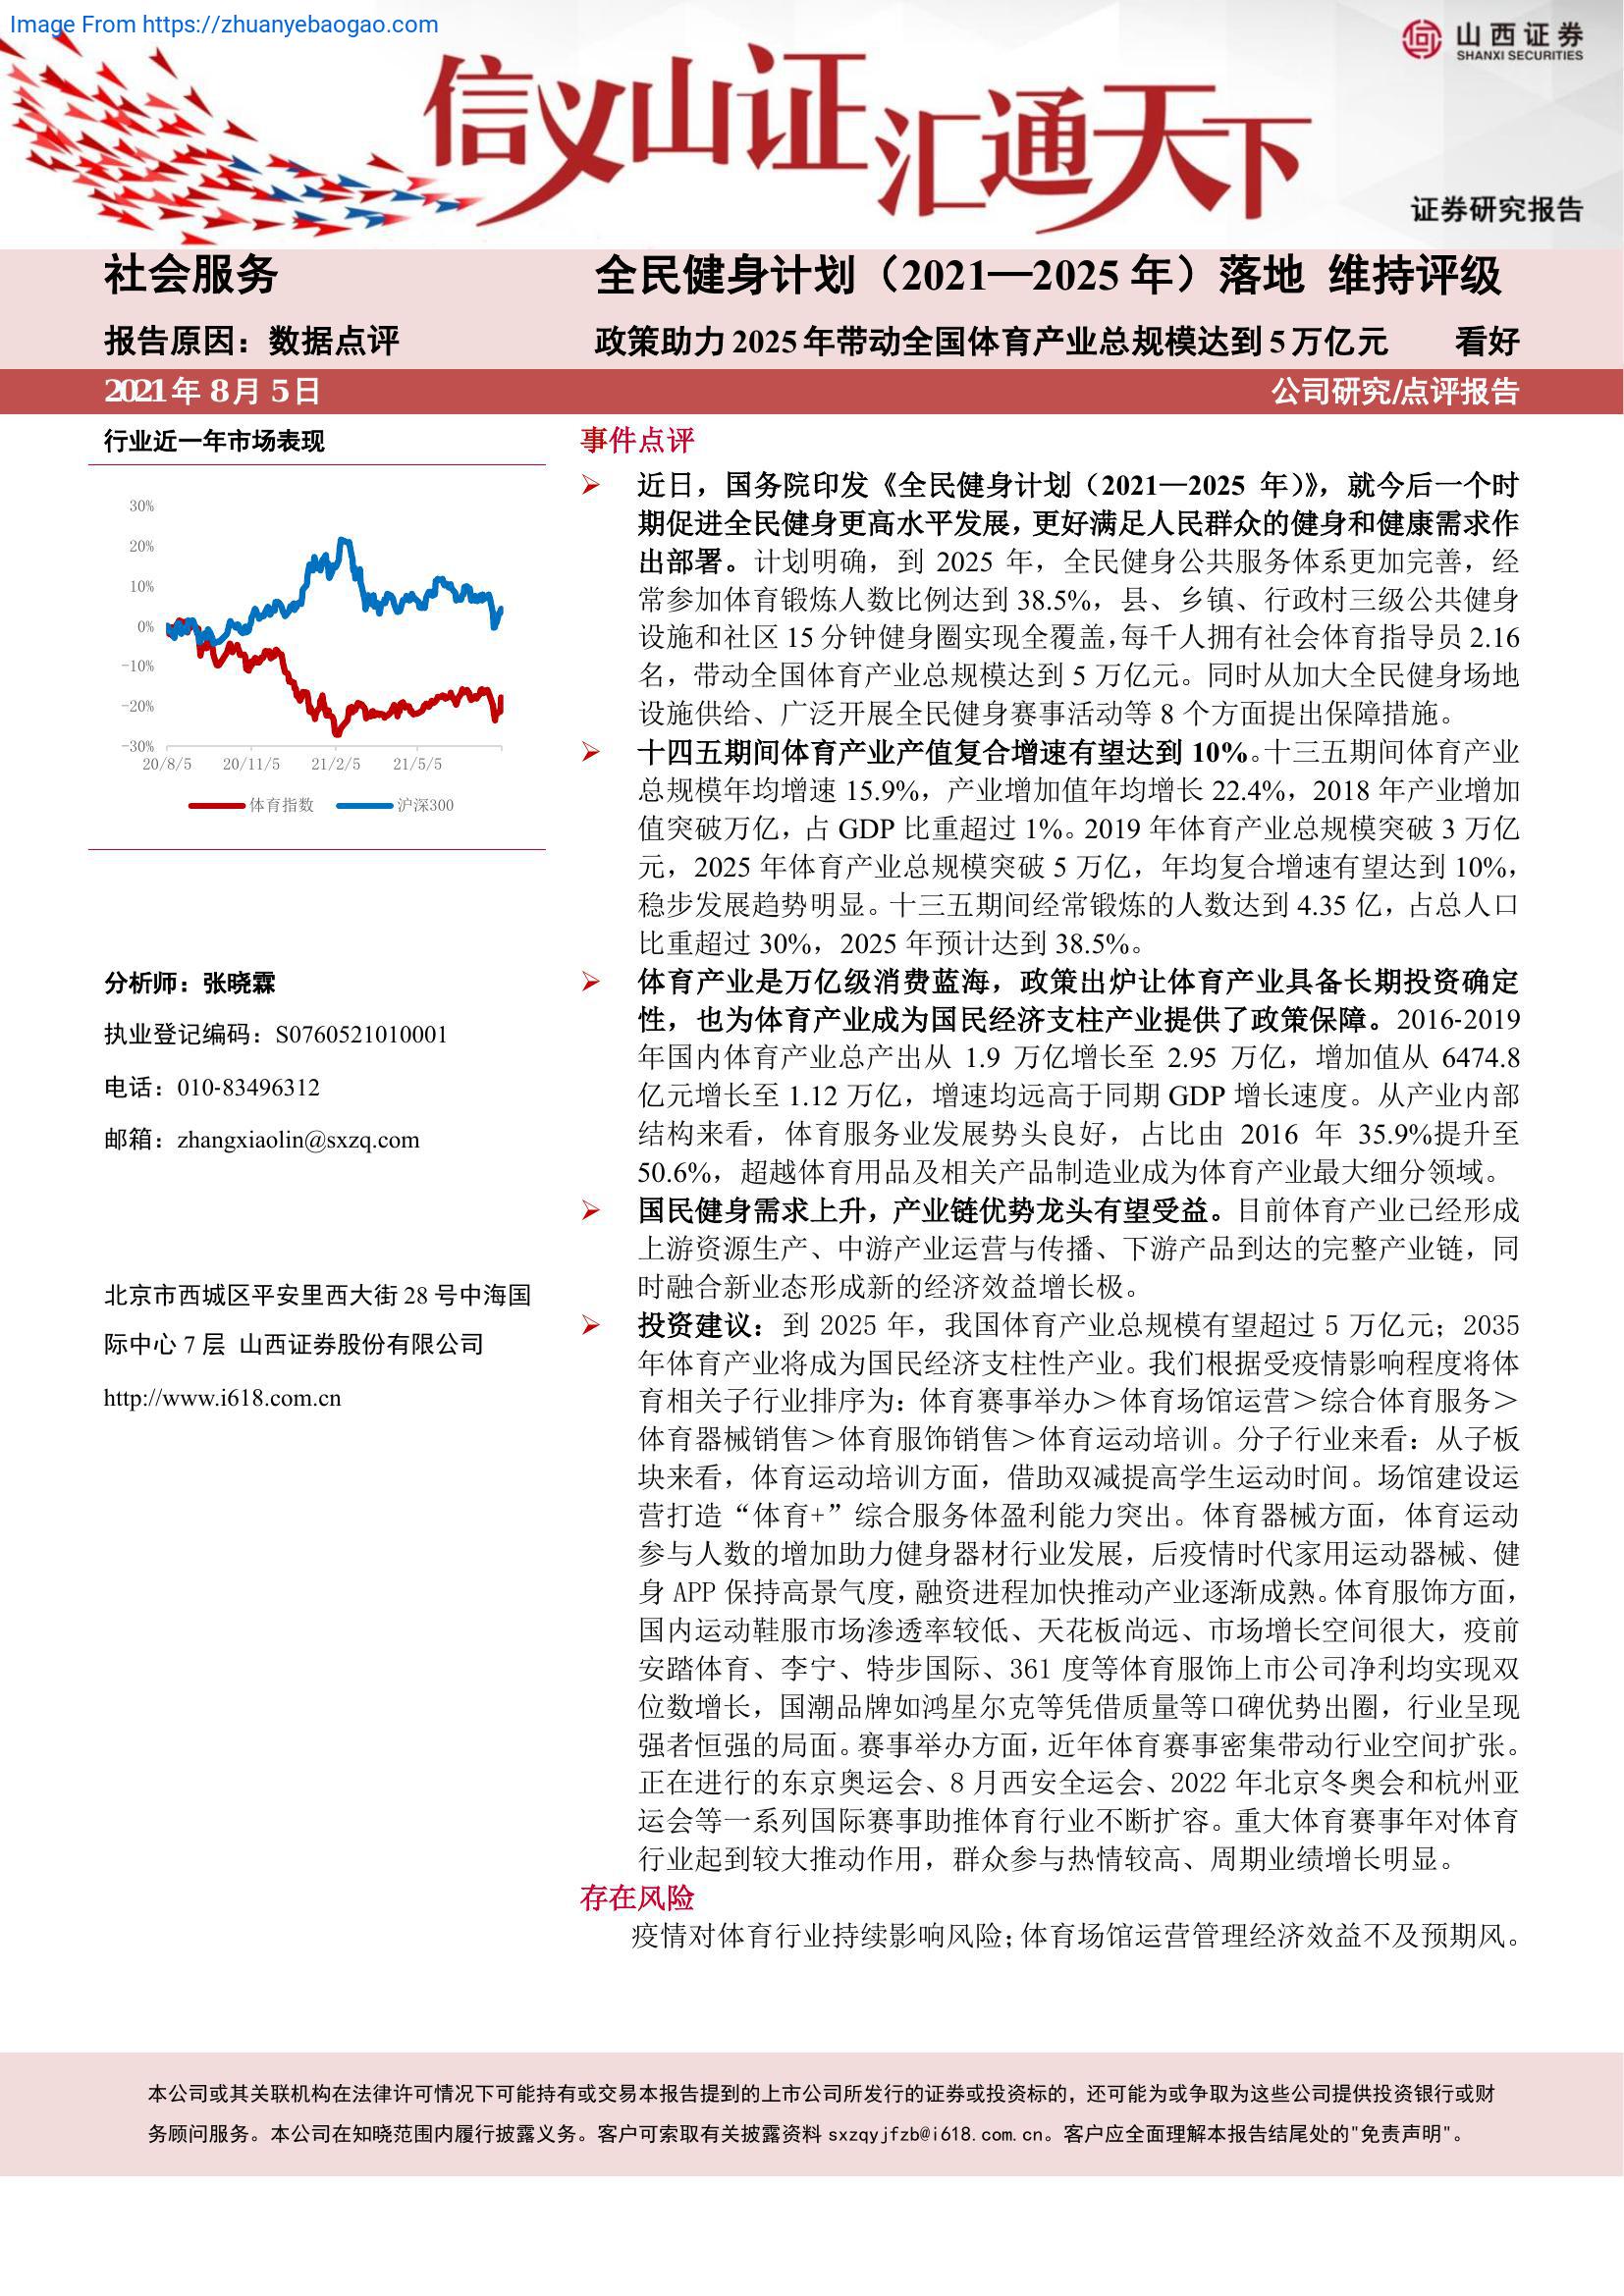 Image From https://zhuanyebaogao.com
山西证券
SHANXI SECURITIES
信义山证汇通天下
证券研究报告
社会服务
全民健身计划（2021—2025 年）落地 维持评级
报告原因：数据点评
政策助力 2025 年带动全国体育产业总规模达到 5 万亿元 看好
2021 年 8 月 5 日
公司研究/点评报告
行业近一年市场表现
30%
20%
10%
0%
-10%
-20%
-30%
20/8/5 20/11/5 21/2/5 21/5/5
体育指数 沪深300
分析师：张晓霖
执业登记编码：S0760521010001
电话：010-83496312
邮箱：zhangxiaolin@sxzq.com
北京市西城区平安里西大街 28 号中海国
际中心 7 层 山西证券股份有限公司
http://www.i618.com.cn
事件点评
近日，国务院印发《全民健身计划（2021—2025 年）》，就今后一个时
期促进全民健身更高水平发展，更好满足人民群众的健身和健康需求作
出部署。计划明确，到 2025 年，全民健身公共服务体系更加完善，经
常参加体育锻炼人数比例达到 38.5%，县、乡镇、行政村三级公共健身
设施和社区 15 分钟健身圈实现全覆盖，每千人拥有社会体育指导员 2.16
名，带动全国体育产业总规模达到 5 万亿元。同时从加大全民健身场地
设施供给、广泛开展全民健身赛事活动等 8 个方面提出保障措施。
十四五期间体育产业产值复合增速有望达到 10%。十三五期间体育产业
总规模年均增速 15.9%，产业增加值年均增长 22.4%，2018 年产业增加
值突破万亿，占 GDP 比重超过 1%。2019 年体育产业总规模突破 3 万亿
元，2025 年体育产业总规模突破 5 万亿，年均复合增速有望达到 10%，
稳步发展趋势明显。十三五期间经常锻炼的人数达到 4.35 亿，占总人口
比重超过 30%，2025 年预计达到 38.5%。
体育产业是万亿级消费蓝海，政策出炉让体育产业具备长期投资确定
性，也为体育产业成为国民经济支柱产业提供了政策保障。2016-2019
年国内体育产业总产出从 1.9 万亿增长至 2.95 万亿，增加值从 6474.8
亿元增长至 1.12 万亿，增速均远高于同期 GDP 增长速度。从产业内部
结构来看，体育服务业发展势头良好，占比由 2016 年 35.9%提升至
50.6%，超越体育用品及相关产品制造业成为体育产业最大细分领域。
国民健身需求上升，产业链优势龙头有望受益。目前体育产业已经形成
上游资源生产、中游产业运营与传播、下游产品到达的完整产业链，同
时融合新业态形成新的经济效益增长极。
投资建议：到 2025 年，我国体育产业总规模有望超过 5 万亿元；2035
年体育产业将成为国民经济支柱性产业。我们根据受疫情影响程度将体
育相关子行业排序为：体育赛事举办＞体育场馆运营＞综合体育服务＞
体育器械销售＞体育服饰销售＞体育运动培训。分子行业来看：从子板
块来看，体育运动培训方面，借助双减提高学生运动时间。场馆建设运
营打造“体育+”综合服务体盈利能力突出。体育器械方面，体育运动
参与人数的增加助力健身器材行业发展，后疫情时代家用运动器械、健
身 APP 保持高景气度，融资进程加快推动产业逐渐成熟。体育服饰方面，
国内运动鞋服市场渗透率较低、天花板尚远、市场增长空间很大，疫前
安踏体育、李宁、特步国际、361 度等体育服饰上市公司净利均实现双
位数增长，国潮品牌如鸿星尔克等凭借质量等口碑优势出圈，行业呈现
强者恒强的局面。赛事举办方面，近年体育赛事密集带动行业空间扩张。
正在进行的东京奥运会、8 月西安全运会、2022 年北京冬奥会和杭州亚
运会等一系列国际赛事助推体育行业不断扩容。重大体育赛事年对体育
行业起到较大推动作用，群众参与热情较高、周期业绩增长明显。
存在风险
疫情对体育行业持续影响风险；体育场馆运营管理经济效益不及预期风。
本公司或其关联机构在法律许可情况下可能持有或交易本报告提到的上市公司所发行的证券或投资标的，还可能为或争取为这些公司提供投资银行或财
务顾问服务。本公司在知晓范围内履行披露义务。客户可索取有关披露资料 sxzqyjfzb@i618.com.cn。客户应全面理解本报告结尾处的"免责声明"。